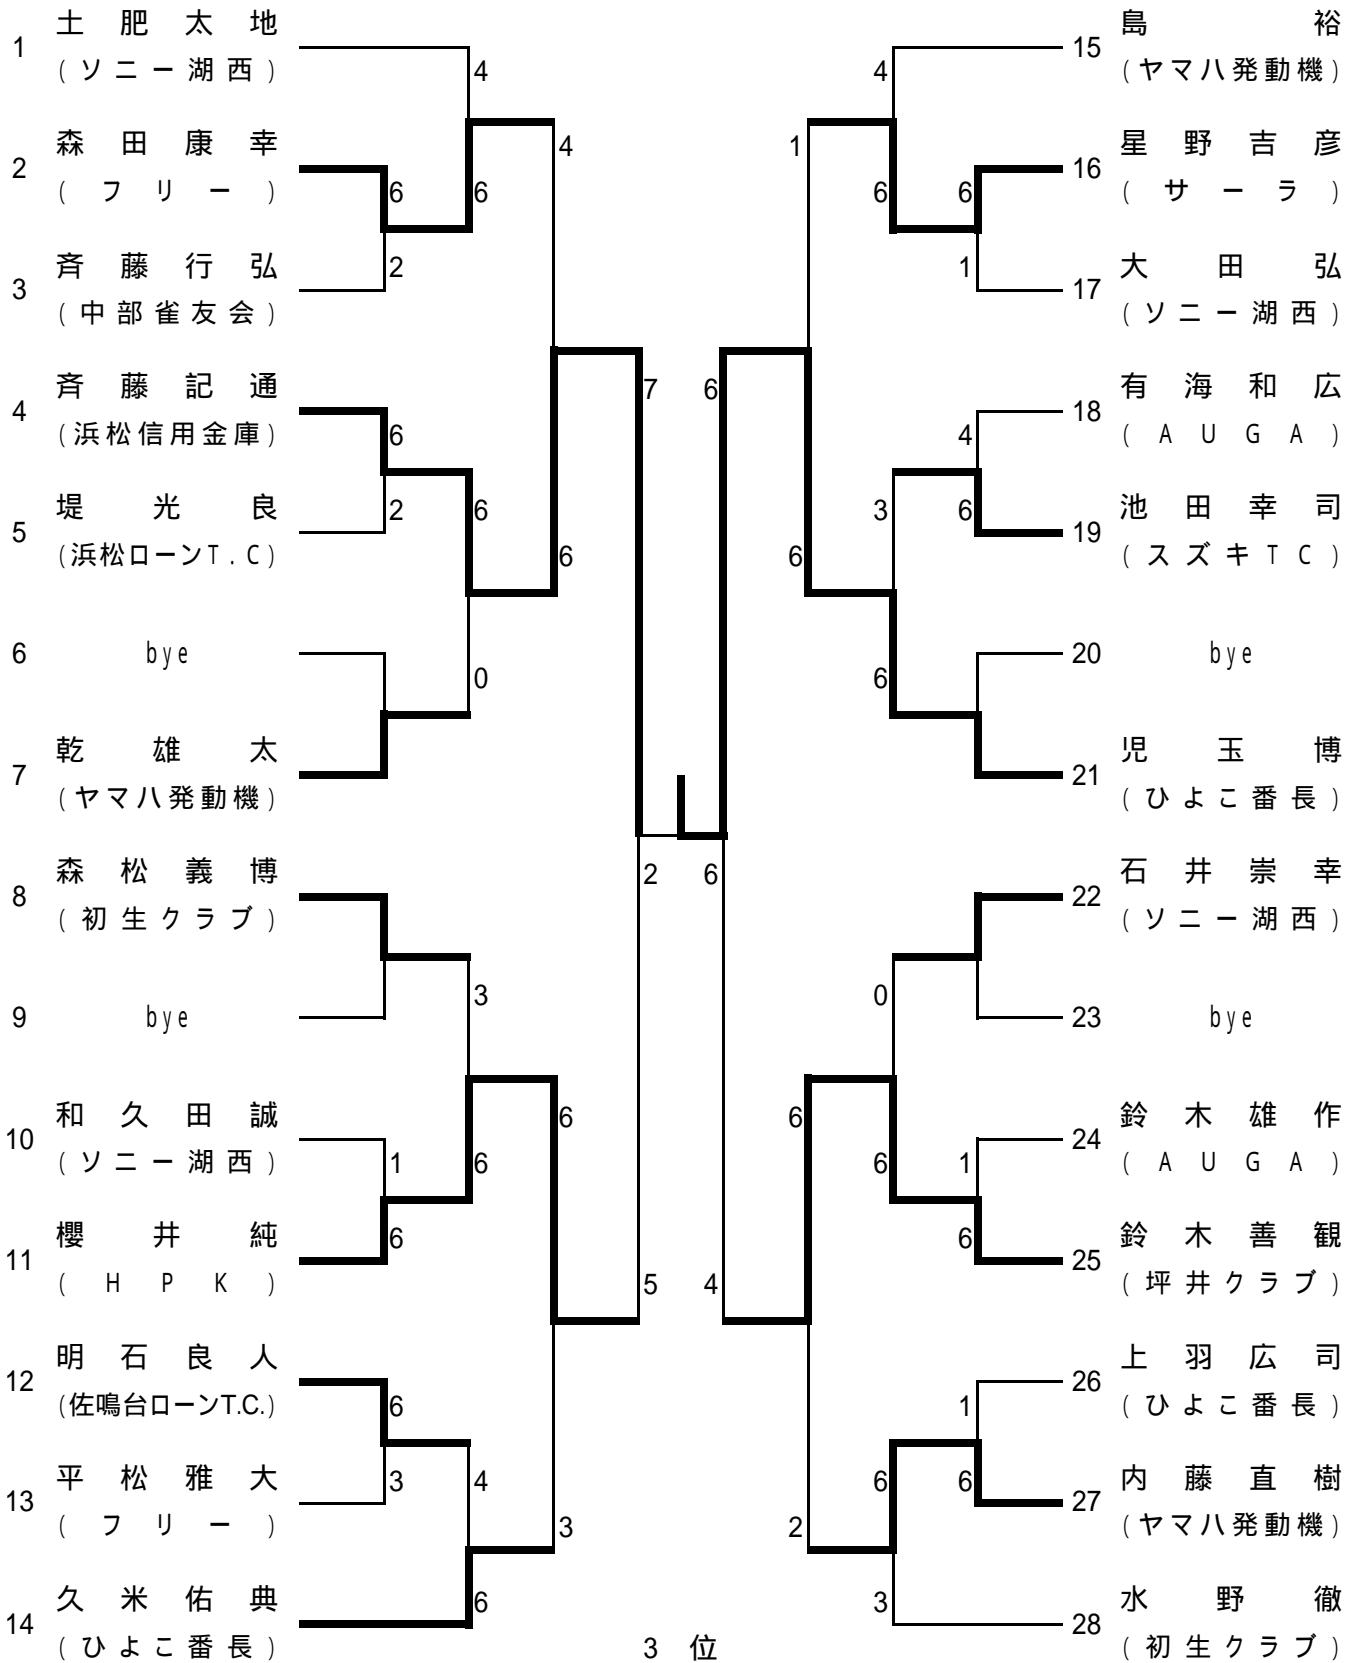 1 土肥太地
(ソニー湖西)
2 森田康幸
(フリー)
3 斉藤行弘
(中部雀友会)
4 斉藤記通
(浜松信用金庫)
5 堤光良
(浜松ローンT.C)
6 bye
7 乾雄太
(ヤマハ発動機)
8 森松義博
(初生クラブ)
9 bye
10 和久田誠
(ソニー湖西)
11 櫻井純
(HPK)
12 明石良人
(佐鳴台ローンT.C.)
13 平松雅大
(フリー)
14 久米佑典
(ひよこ番長)
4
6
2
6
4
6
2
6
0
6
3
1
6
6
6
3
4
6
3
7
5
2
6
6
4
3 位
1
6
6
2
4
6
3
6
0
6
6
3
6
1
4
6
1
6
1
6
15 島裕
(ヤマハ発動機)
16 星野吉彦
(サーラ)
17 大田弘
(ソニー湖西)
18 有海和広
(AUGA)
19 池田幸司
(スズキTC)
20 bye
21 児玉博
(ひよこ番長)
22 石井崇幸
(ソニー湖西)
23 bye
24 鈴木雄作
(AUGA)
25 鈴木善観
(坪井クラブ)
26 上羽広司
(ひよこ番長)
27 内藤直樹
(ヤマハ発動機)
28 水野徹
(初生クラブ)